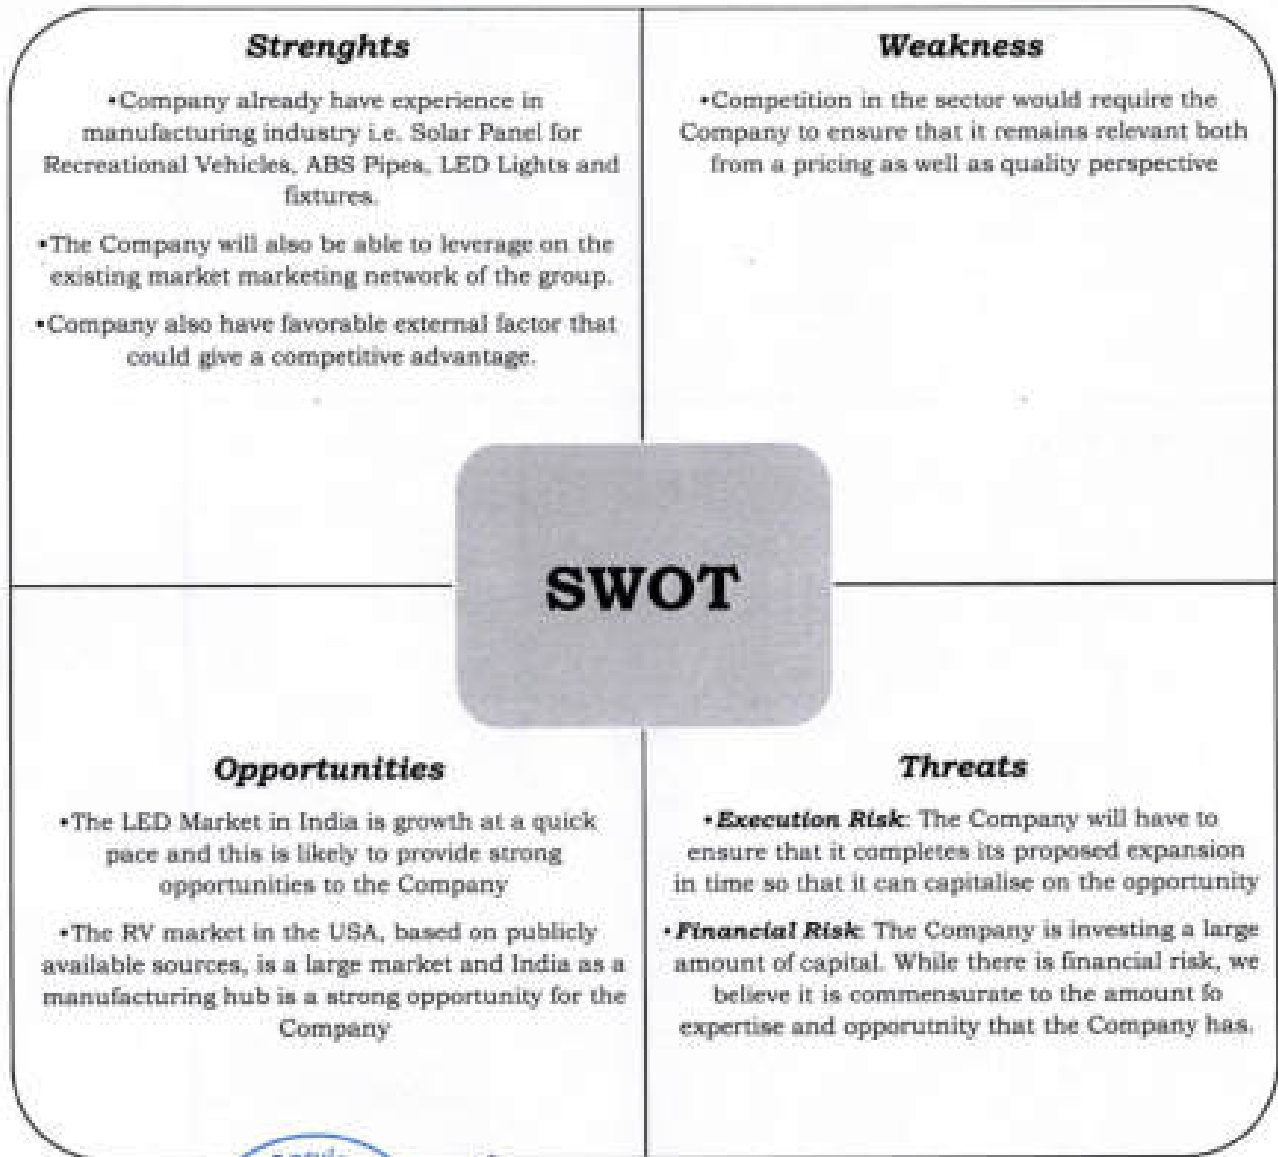 Strenghts
•Company already have experience in
manufacturing industry i.e. Solar Panel for
Recreational Vehicles, ABS Pipes, LED Lights and
fixtures.
•The Company will also be able to leverage on the
existing market marketing network of the group.
•Company also have favorable external factor that
could give a competitive advantage.
Weakness
•Competition in the sector would require the
Company to ensure that it remains relevant both
from a pricing as well as quality perspective
SWOT
Opportunities
•The LED Market in India is growth at a quick
pace and this is likely to provide strong
opportunities to the Company
•The RV market in the USA, based on publicly
available sources, is a large market and India as a
manufacturing hub is a strong opportunity for the
Company
Threats
•Execution Risk: The Company will have to
ensure that it completes its proposed expansion
in time so that it can capitalise on the opportunity
•Financial Risk: The Company is investing a large
amount of capital. While there is financial risk, we
believe it is commensurate to the amount fo
expertise and opporutnity that the Company has.